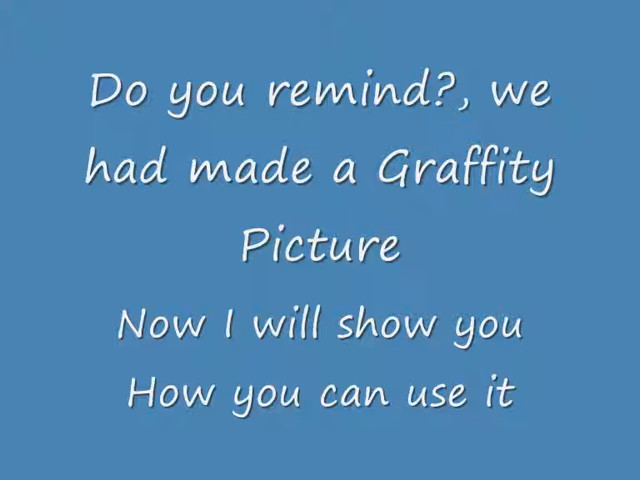 Do you remind?, we
had made a Graffity
Picture
Now I will show you
How you can use it